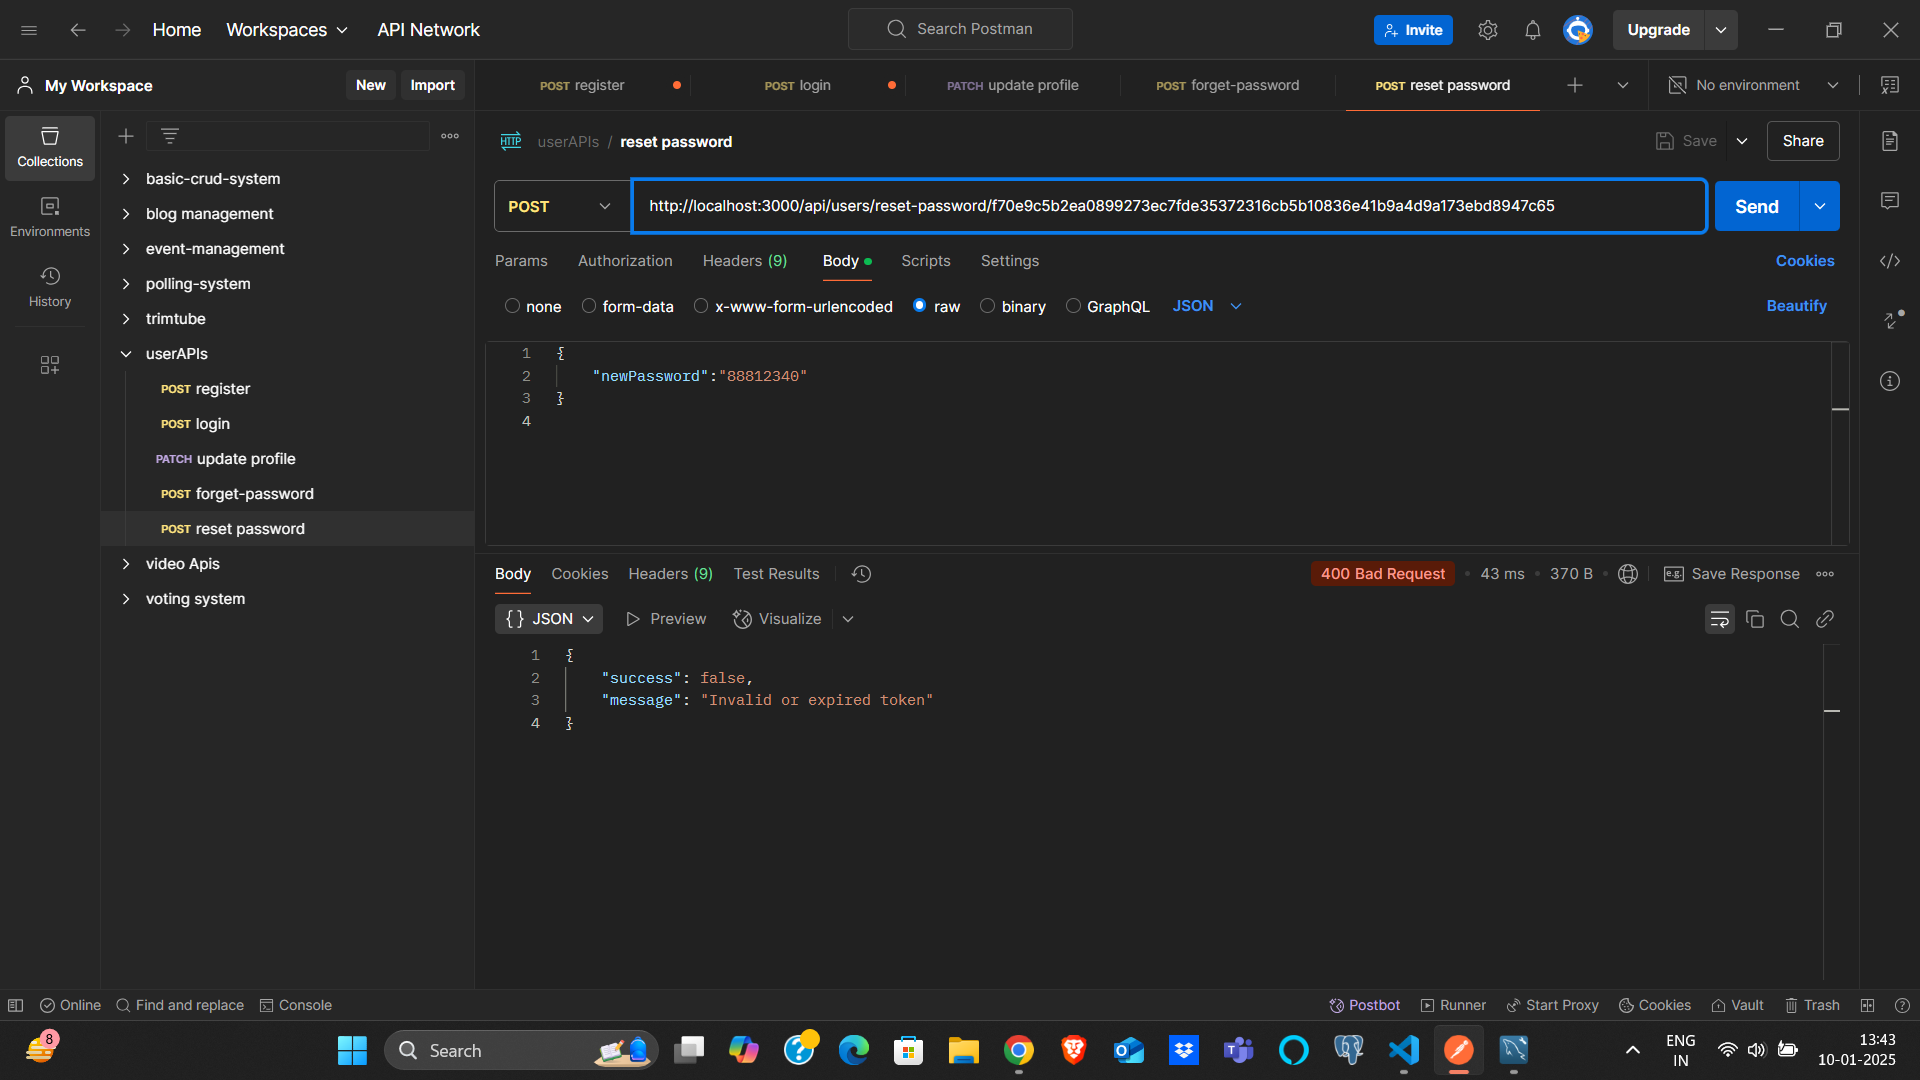 Home Workspaces API Network Search Postman Invite Upgrade
My Workspace New Import POST register POST login PATCH update profile POST forget-password POST reset password No environment
Collections
Environments
History
basic-crud-system
blog management
event-management
polling-system
trimtube
userAPIs
POST register
POST login
PATCH update profile
POST forget-password
POST reset password
video Apis
voting system
HTTP userAPIs / reset password Save Share
POST http://localhost:3000/api/users/reset-password/f70e9c5b2ea0899273ec7fde35372316cb5b10836e41b9a4d9a173ebd8947c65 Send
Params Authorization Headers (9) Body Scripts Settings Cookies
none form-data x-www-form-urlencoded raw binary GraphQL JSON Beautify
1 {
2 "newPassword":"88812340"
3 }
4
Body Cookies Headers (9) Test Results 400 Bad Request 43 ms 370 B e.g. Save Response
{} JSON Preview Visualize
1 {
2 "success": false,
3 "message": "Invalid or expired token"
4 }
Online Find and replace Console Postbot Runner Start Proxy Cookies Vault Trash
8 Search ENG 13:43
IN 10-01-2025